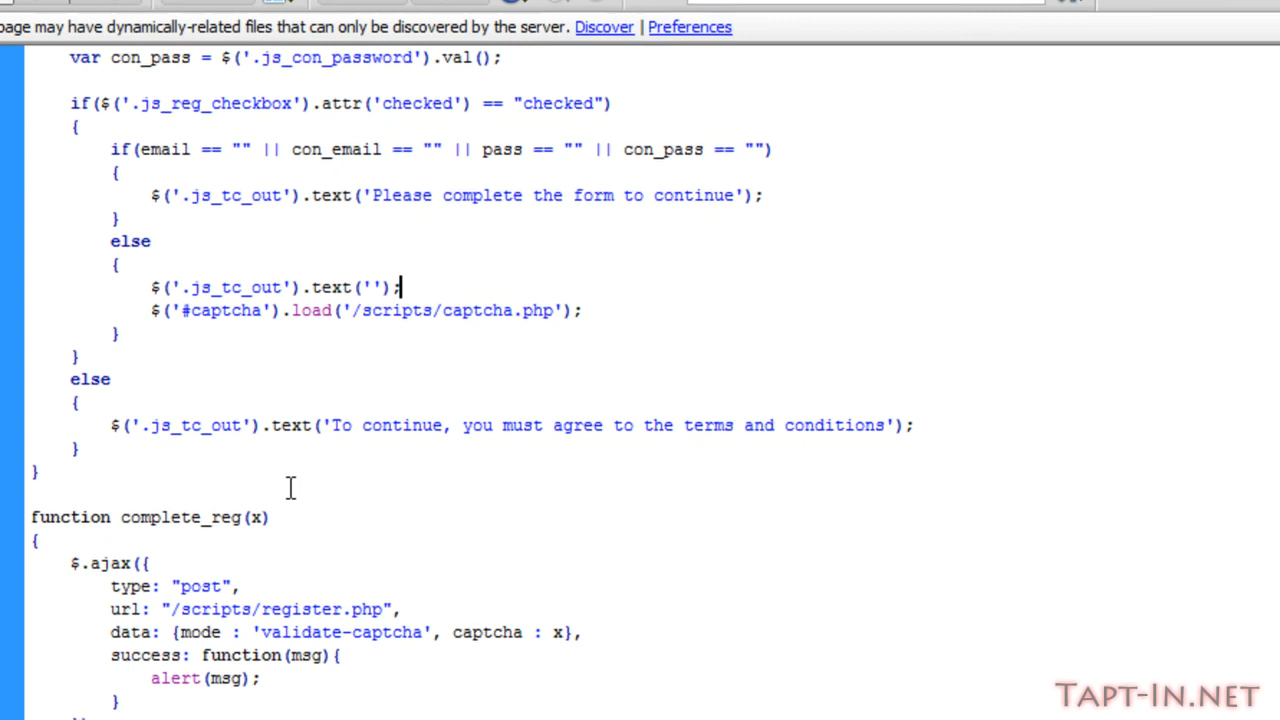 page may have dynamically-related files that can only be discovered by the server. Discover | Preferences
var con_pass = $('.js_con_password').val();
if($('.js_reg_checkbox').attr('checked') == "checked")
{
if(email == "" || con_email == "" || pass == "" || con_pass == "")
{
$('.js_tc_out').text('Please complete the form to continue');
}
else
{
$('.js_tc_out').text('');
$('#captcha').load('/scripts/captcha.php');
}
}
else
{
$('.js_tc_out').text('To continue, you must agree to the terms and conditions');
}
}
function complete_reg(x)
{
$.ajax({
type: "post",
url: "/scripts/register.php",
data: {mode : 'validate-captcha', captcha : x},
success: function(msg){
alert(msg);
}
Tapt-In.net